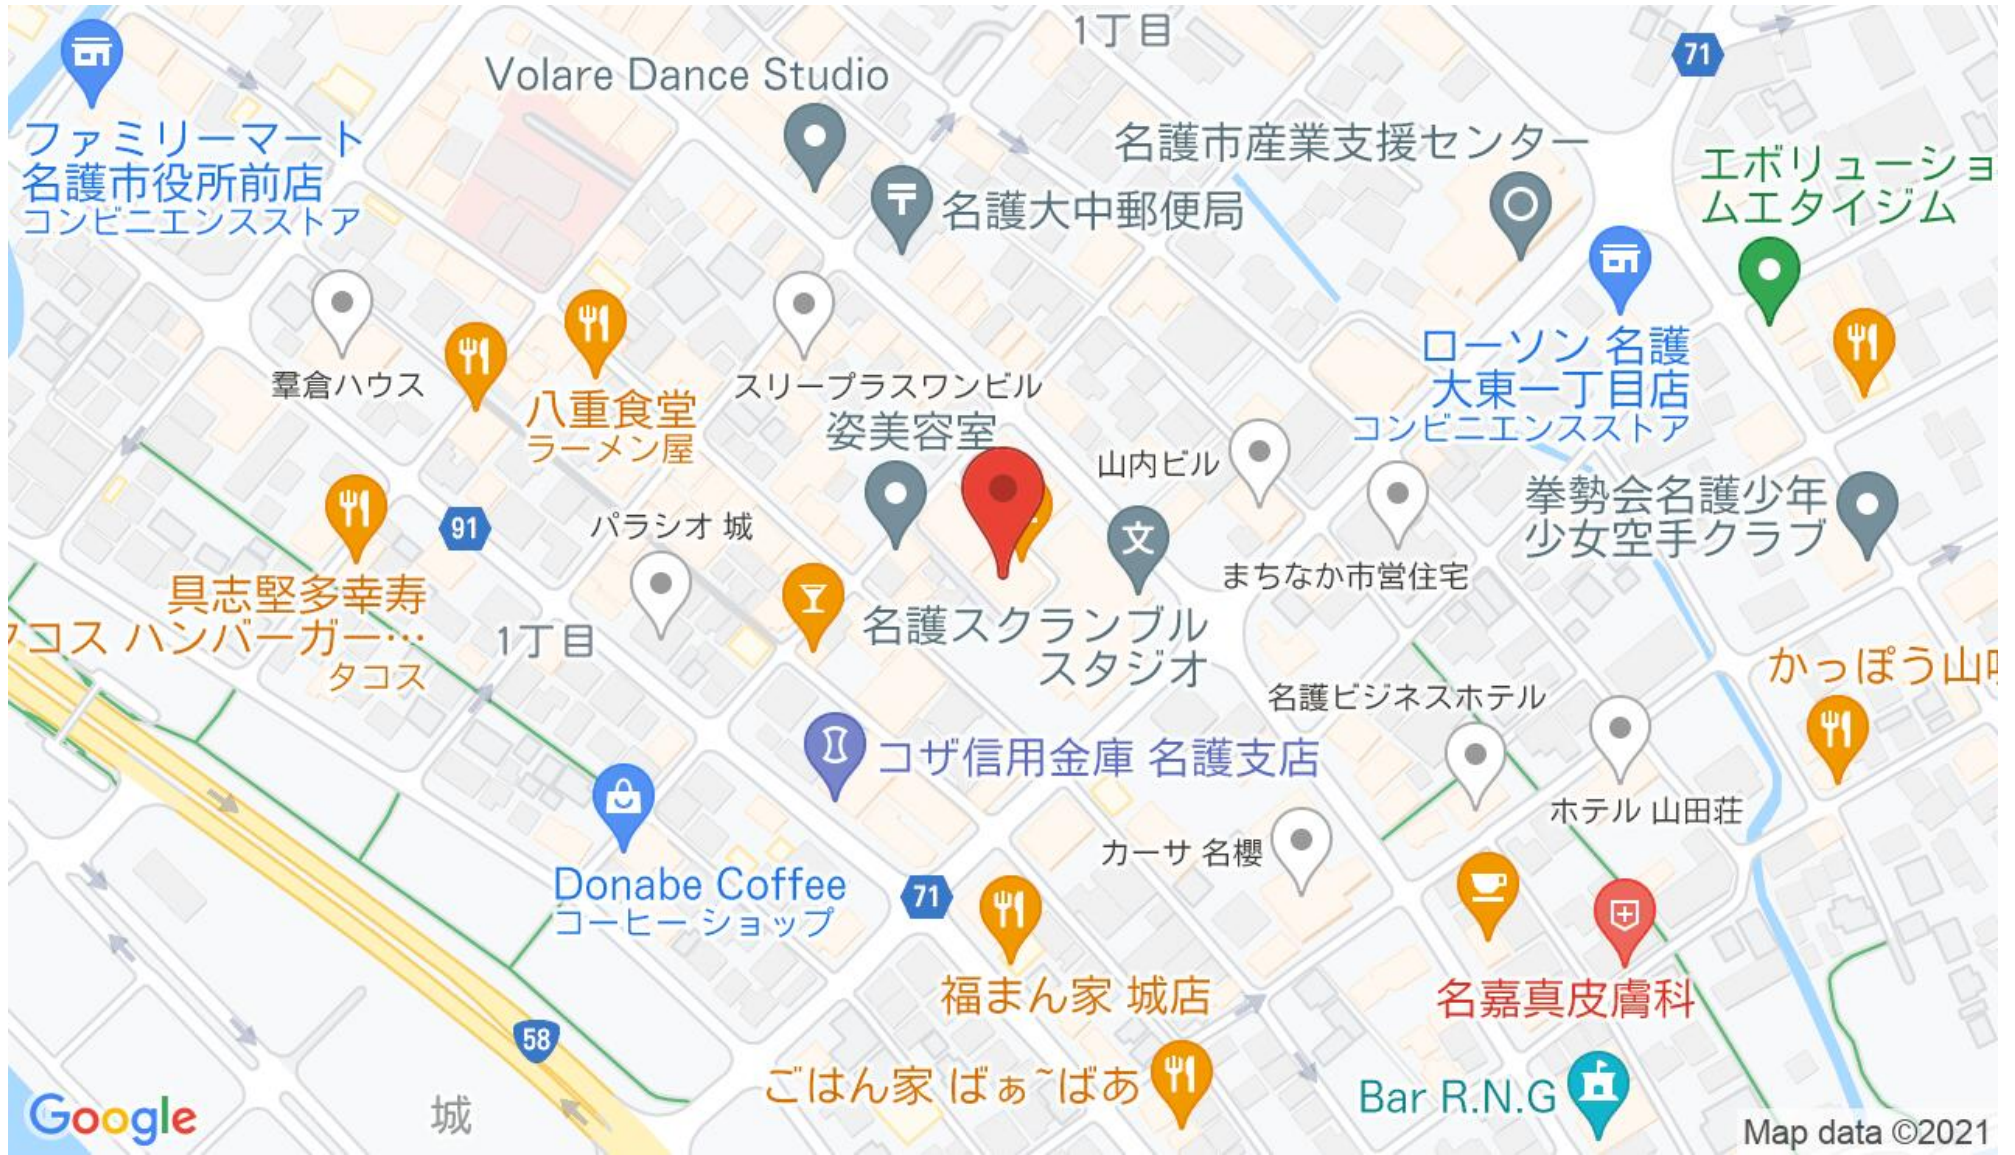 1丁目
71
Volare Dance Studio
ファミリーマート
名護市役所前店
コンビニエンスストア
名護市産業支援センター
エボリューショ
ムエタイジム
名護大中郵便局
羣倉ハウス
八重食堂
ラーメン屋
スリープラスワンビル
姿美容室
ローソン 名護
大東一丁目店
コンビニエンスストア
山内ビル
文
91
パラシオ 城
拳勢会名護少年
少女空手クラブ
まちなか市営住宅
具志堅多幸寿
コス ハンバーガー…
タコス
1丁目
名護スクランブル
スタジオ
かっぽう山
名護ビジネスホテル
コザ信用金庫 名護支店
ホテル 山田荘
カーサ 名櫻
Donabe Coffee
コーヒー ショップ
71
福まん家 城店
名嘉真皮膚科
58
ごはん家 ばぁ~ばあ
Bar R.N.G
Google
城
Map data ©2021